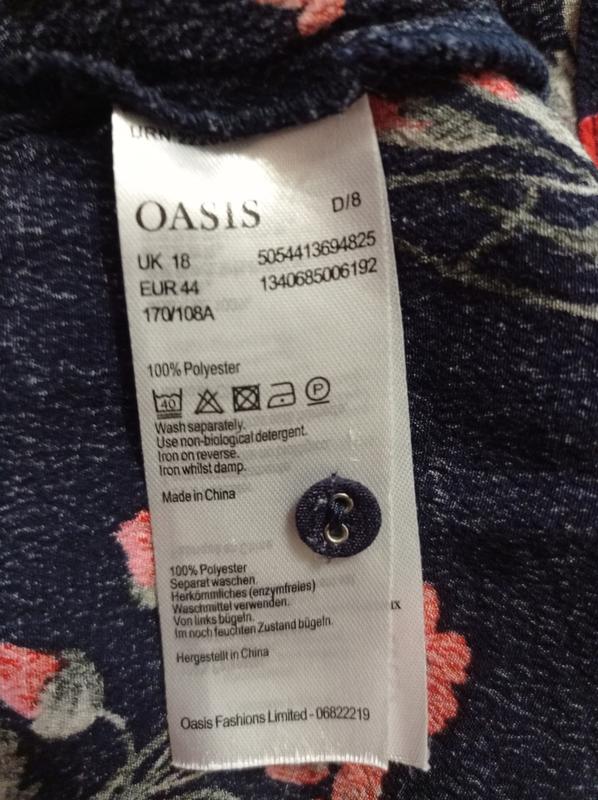 OASIS
D/8
UK 18 5054413694825
EUR 44 1340685006192
170/108A
100% Polyester
40 P
Wash separately.
Use non-biological detergent.
Iron on reverse.
Iron whilst damp.
Made in China
100% Polyester
Separat waschen.
Herkömmliches (enzymfreies)
Waschmittel verwenden.
Von links bügeln.
Im noch feuchten Zustand bügeln.
Hergestellt in China
Oasis Fashions Limited - 06822219